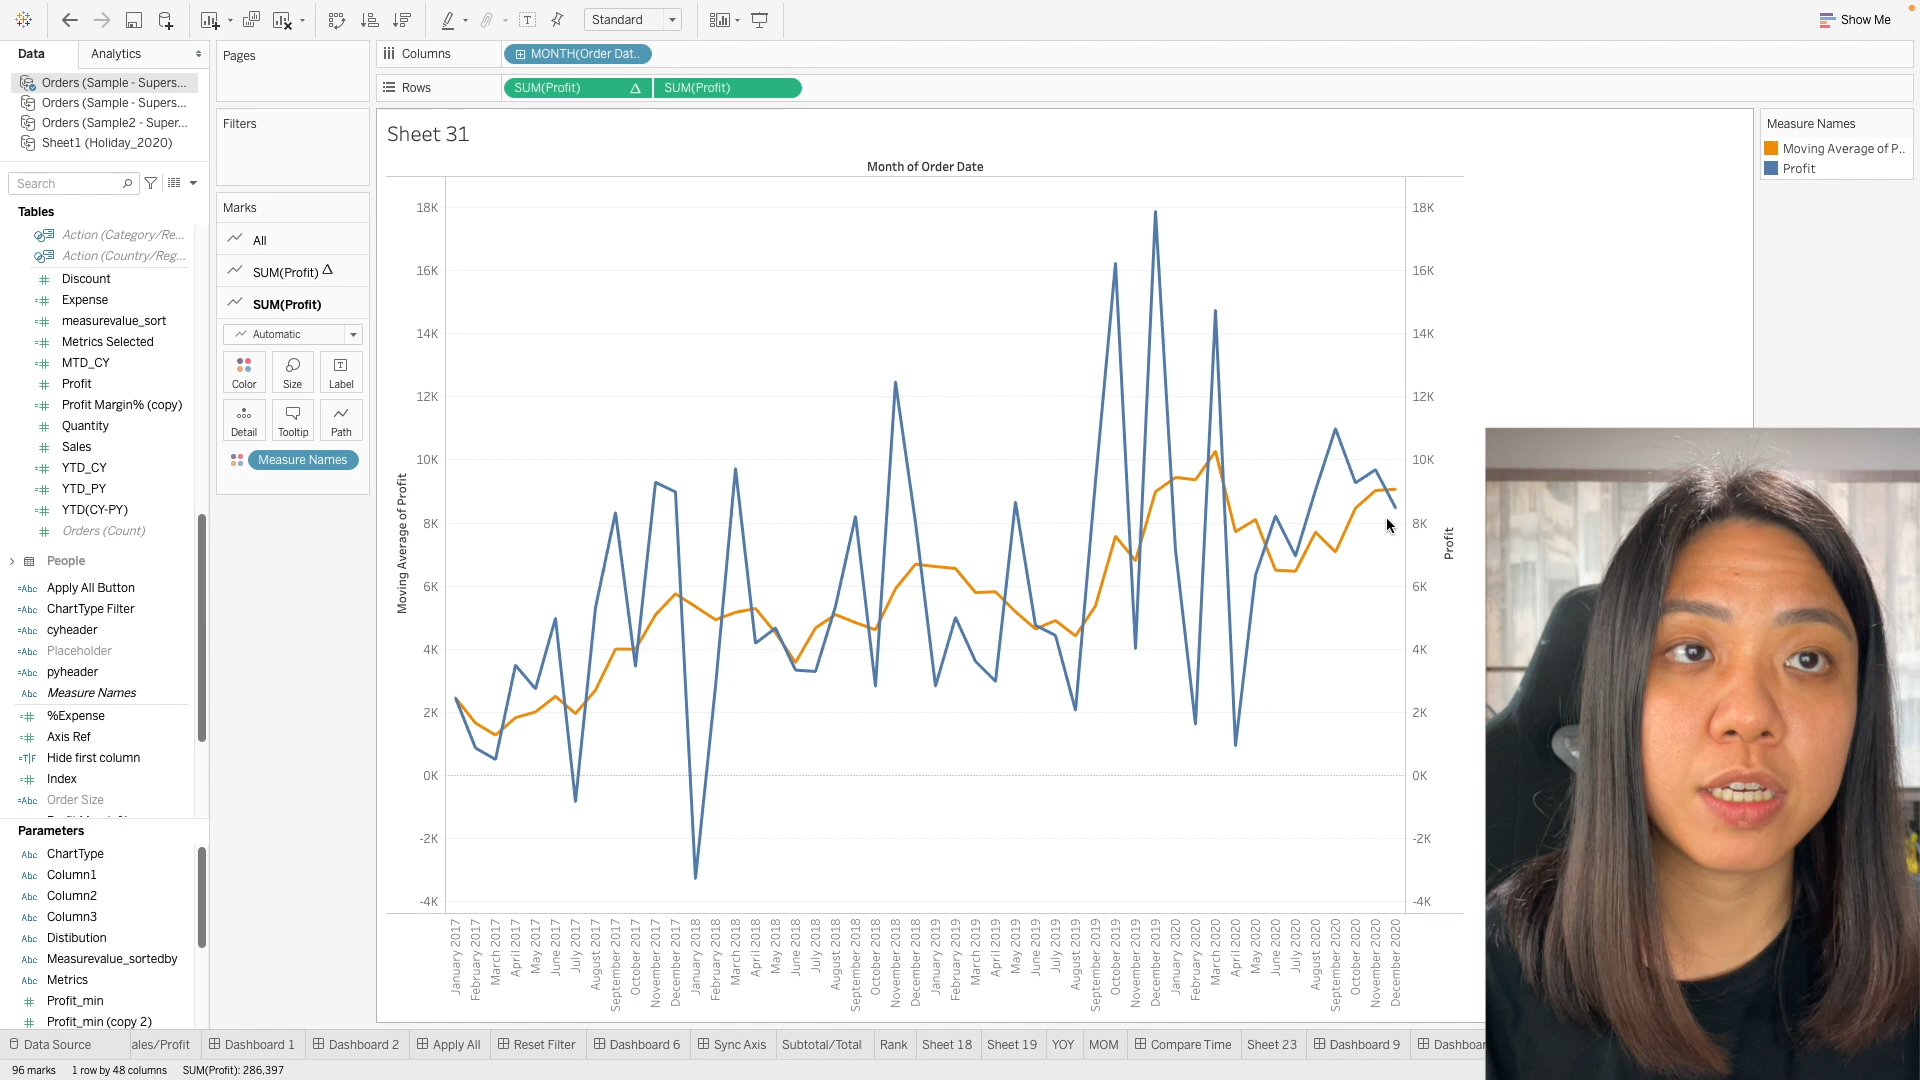 Standard
Show Me
Data
Analytics
Orders (Sample - Supers...
Orders (Sample - Supers...
Orders (Sample2 - Super...
Sheet1 (Holiday_2020)
Search
Tables
Action (Category/Re...
Action (Country/Reg...
Discount
Expense
measurevalue_sort
Metrics Selected
MTD_CY
Profit
Profit Margin% (copy)
Quantity
Sales
YTD_CY
YTD_PY
YTD(CY-PY)
Orders (Count)
People
Apply All Button
ChartType Filter
cyheader
Placeholder
pyheader
Measure Names
%Expense
Axis Ref
Hide first column
Index
Order Size
Parameters
ChartType
Column1
Column2
Column3
Distibution
Measurevalue_sortedby
Metrics
Profit_min
Profit_min (copy 2)
Pages
Filters
Marks
All
SUM(Profit) Δ
SUM(Profit)
Automatic
Color
Size
Label
Detail
Tooltip
Path
Measure Names
Columns
MONTH(Order Dat..
Rows
SUM(Profit) Δ
SUM(Profit)
Sheet 31
Month of Order Date
18K
16K
14K
12K
10K
8K
6K
4K
2K
0K
-2K
-4K
Moving Average of Profit
18K
16K
14K
12K
10K
8K
6K
4K
2K
0K
-2K
-4K
Profit
January 2017
February 2017
March 2017
April 2017
May 2017
June 2017
July 2017
August 2017
September 2017
October 2017
November 2017
December 2017
January 2018
February 2018
March 2018
April 2018
May 2018
June 2018
July 2018
August 2018
September 2018
October 2018
November 2018
December 2018
January 2019
February 2019
March 2019
April 2019
May 2019
June 2019
July 2019
August 2019
September 2019
October 2019
November 2019
December 2019
January 2020
February 2020
March 2020
April 2020
May 2020
June 2020
July 2020
August 2020
September 2020
October 2020
November 2020
December 2020
Measure Names
Moving Average of P..
Profit
Data Source
ales/Profit
Dashboard 1
Dashboard 2
Apply All
Reset Filter
Dashboard 6
Sync Axis
Subtotal/Total
Rank
Sheet 18
Sheet 19
YOY
MOM
Compare Time
Sheet 23
Dashboard 9
Dashboar
96 marks
1 row by 48 columns
SUM(Profit): 286,397